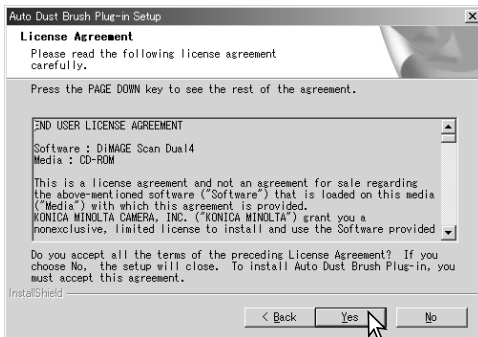 Auto Dust Brush Plug-in Setup
License Agreement
Please read the following license agreement
carefully.
Press the PAGE DOWN key to see the rest of the agreement.
END USER LICENSE AGREEMENT
Software : DiMAGE Scan Dual4
Media : CD-ROM
This is a license agreement and not an agreement for sale regarding
the above-mentioned software ("Software") that is loaded on this media
("Media") with which this agreement is provided.
KONICA MINOLTA CAMERA, INC. ("KONICA MINOLTA") grant you a
nonexclusive, limited license to install and use the Software provided
Do you accept all the terms of the preceding License Agreement? If you
choose No, the setup will close. To install Auto Dust Brush Plug-in, you
must accept this agreement.
InstallShield
< Back Yes No